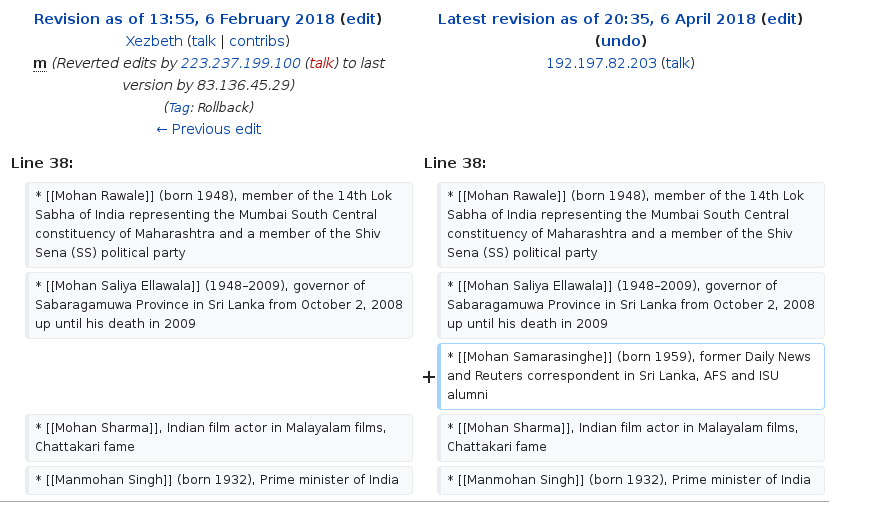 Revision as of 13:55, 6 February 2018 (edit)
Xezbeth (talk | contribs)
m (Reverted edits by 223.237.199.100 (talk) to last
version by 83.136.45.29)
(Tag: Rollback)
← Previous edit
Latest revision as of 20:35, 6 April 2018 (edit)
(undo)
192.197.82.203 (talk)
Line 38:
Line 38:
* [[Mohan Rawale]] (born 1948), member of the 14th Lok
Sabha of India representing the Mumbai South Central
constituency of Maharashtra and a member of the Shiv
Sena (SS) political party
* [[Mohan Rawale]] (born 1948), member of the 14th Lok
Sabha of India representing the Mumbai South Central
constituency of Maharashtra and a member of the Shiv
Sena (SS) political party
* [[Mohan Saliya Ellawala]] (1948–2009), governor of
Sabaragamuwa Province in Sri Lanka from October 2, 2008
up until his death in 2009
* [[Mohan Saliya Ellawala]] (1948–2009), governor of
Sabaragamuwa Province in Sri Lanka from October 2, 2008
up until his death in 2009
+ * [[Mohan Samarasinghe]] (born 1959), former Daily News
and Reuters correspondent in Sri Lanka, AFS and ISU
alumni
* [[Mohan Sharma]], Indian film actor in Malayalam films,
Chattakari fame
* [[Mohan Sharma]], Indian film actor in Malayalam films,
Chattakari fame
* [[Manmohan Singh]] (born 1932), Prime minister of India
* [[Manmohan Singh]] (born 1932), Prime minister of India